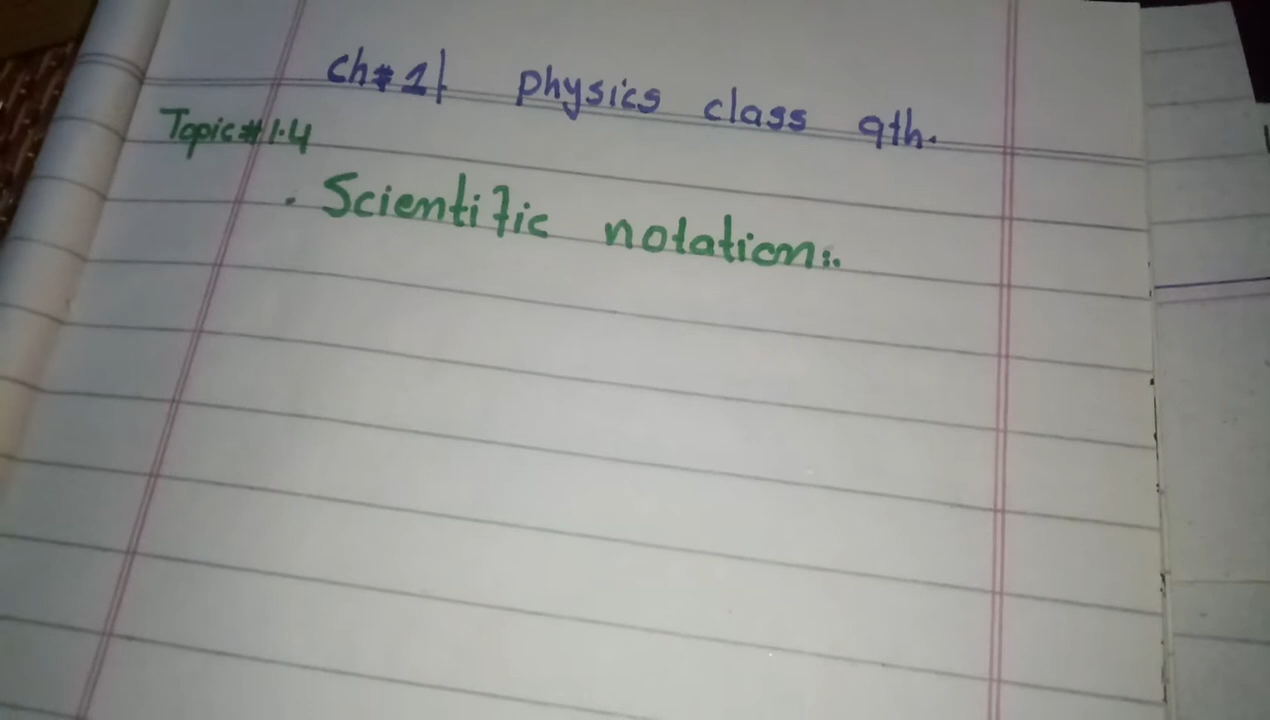 Ch#1| Physics class 9th.
Topic#1.4
. Scientific notation:.